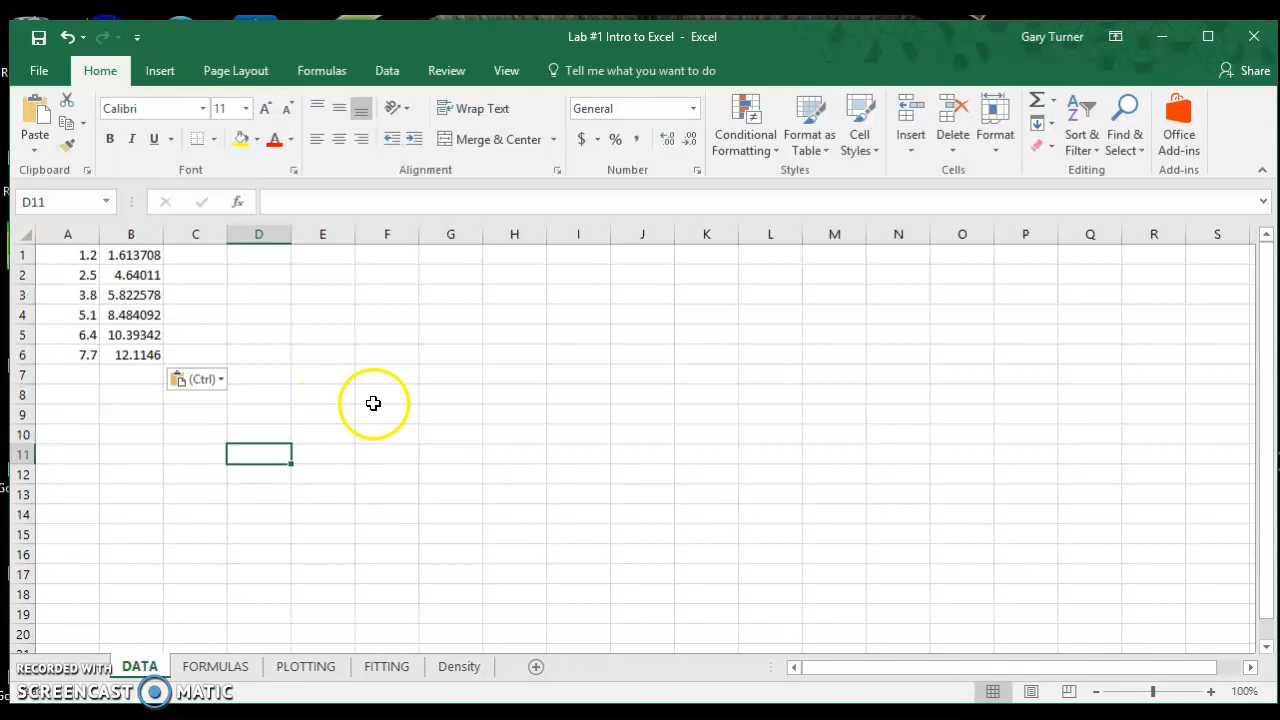 Lab #1 Intro to Excel - Excel
Gary Turner
File Home Insert Page Layout Formulas Data Review View Tell me what you want to do Share
Paste
Calibri 11
B I U
Wrap Text
Merge & Center
General
$ % ,
Conditional Formatting
Format as Table
Cell Styles
Insert
Delete
Format
Sort & Filter
Find & Select
Office Add-ins
Clipboard Font Alignment Number Styles Cells Editing Add-ins
D11 fx
A B C D E F G H I J K L M N O P Q R S
1 1.2 1.613708
2 2.5 4.64011
3 3.8 5.822578
4 5.1 8.484092
5 6.4 10.39342
6 7.7 12.1146
7 (Ctrl)
8
9
10
11
12
13
14
15
16
17
18
19
20
RECORDED WITH
DATA FORMULAS PLOTTING FITTING Density
SCREENCAST MATIC
100%